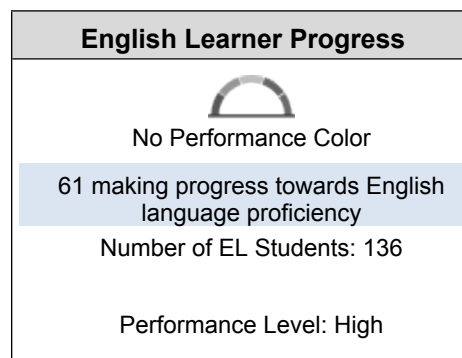 English Learner Progress
No Performance Color
61 making progress towards English
language proficiency
Number of EL Students: 136
Performance Level: High